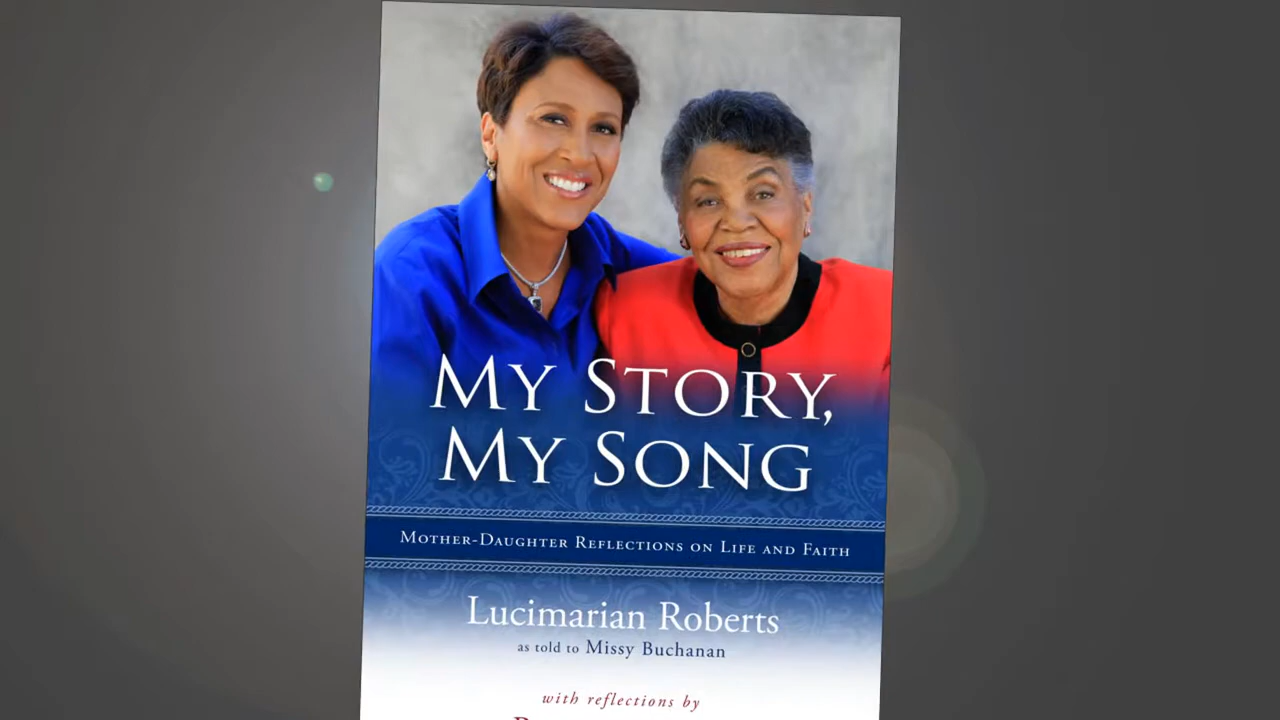 My Story,
My Song
Mother-Daughter Reflections on Life and Faith
Lucimarian Roberts
as told to Missy Buchanan
with reflections by